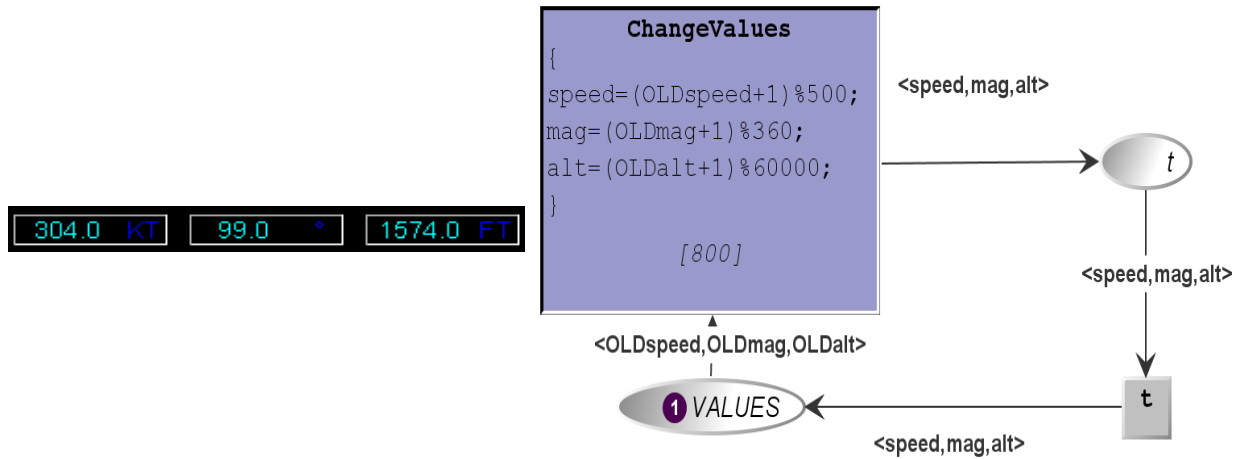 304.0 KT
99.0 °
1574.0 FT
ChangeValues
{
speed=(OLDspeed+1)%500;
mag=(OLDmag+1)%360;
alt=(OLDalt+1)%60000;
}
[800]
<speed,mag,alt>
t
<speed,mag,alt>
<OLDspeed,OLDmag,OLDalt>
1 VALUES
t
<speed,mag,alt>